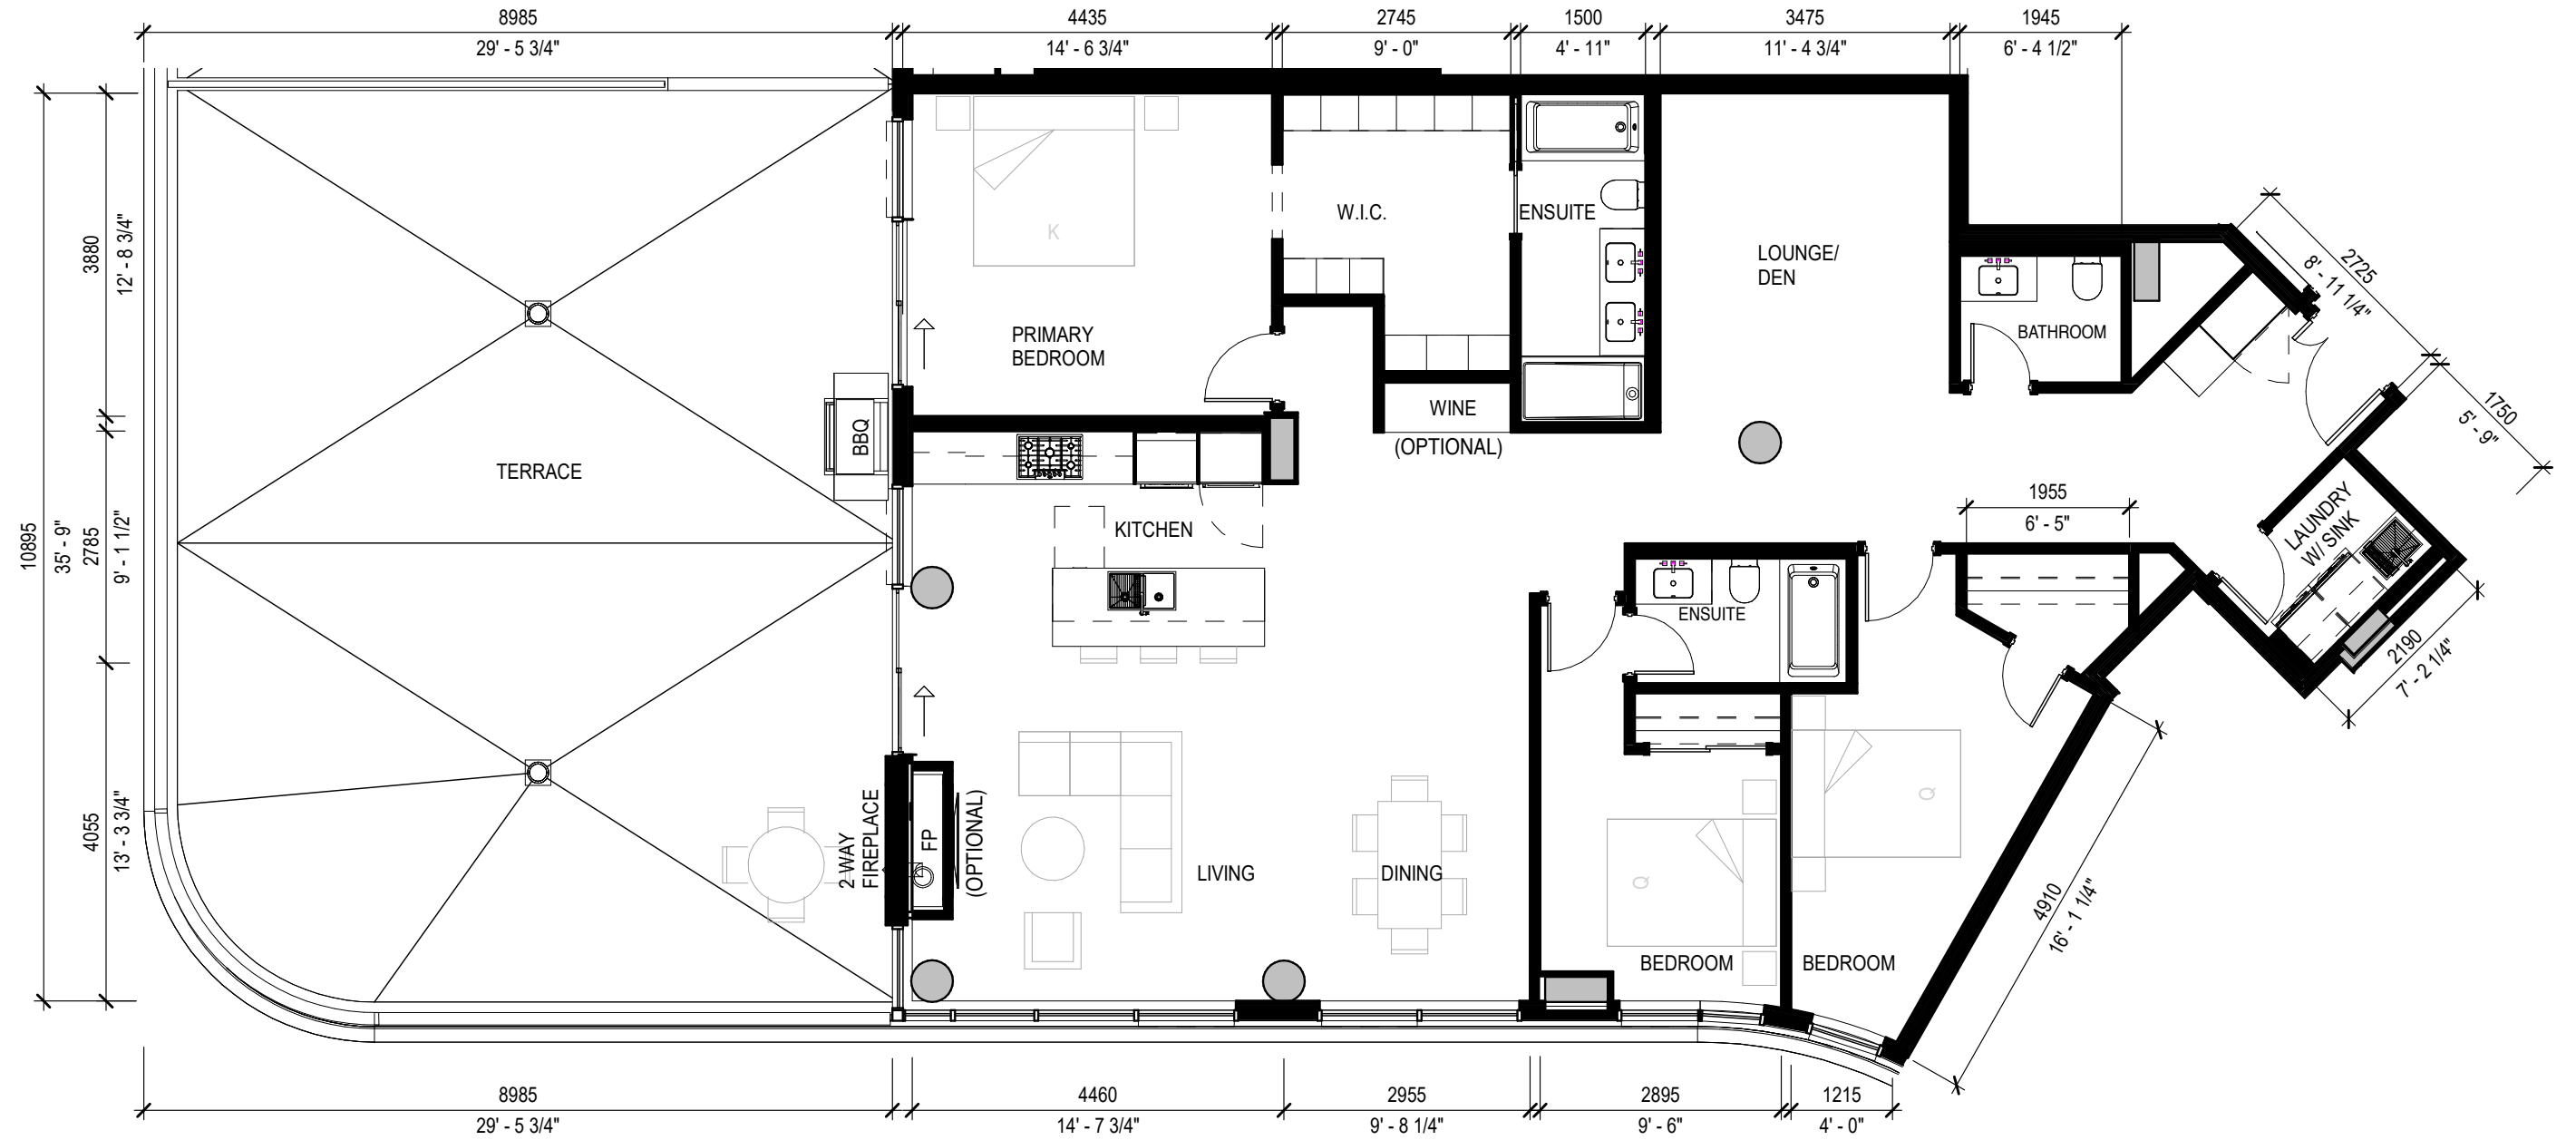 8985
29' - 5 3/4"
4435
14' - 6 3/4"
2745
9' - 0"
1500
4' - 11"
3475
11' - 4 3/4"
1945
6' - 4 1/2"
10895
35' - 9"
3880
12' - 8 3/4"
2785
9' - 1 1/2"
4055
13' - 3 3/4"
TERRACE
BBQ
K
PRIMARY
BEDROOM
W.I.C.
ENSUITE
LOUNGE/
DEN
BATHROOM
2725
8' - 11 1/4"
1750
5' - 9"
WINE
(OPTIONAL)
KITCHEN
1955
6' - 5"
LAUNDRY
W/ SINK
2190
7' - 2 1/4"
ENSUITE
2 WAY
FIREPLACE
FP
(OPTIONAL)
LIVING
DINING
Q
BEDROOM
Q
BEDROOM
4910
16' - 1 1/4"
8985
29' - 5 3/4"
4460
14' - 7 3/4"
2955
9' - 8 1/4"
2895
9' - 6"
1215
4' - 0"